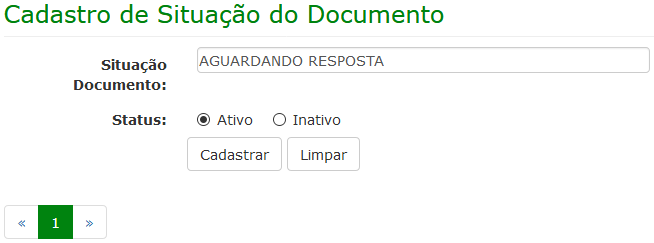 Cadastro de Situação do Documento
Situação AGUARDANDO RESPOSTA
Documento:
Status: Ativo Inativo
Cadastrar Limpar
« 1 »